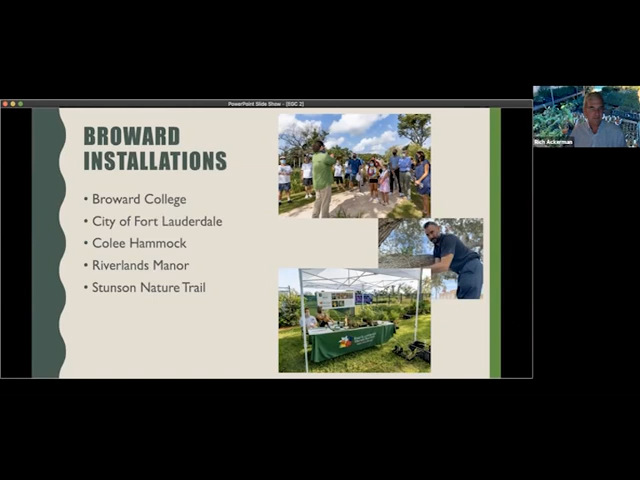 PowerPoint Slide Show - [EGC 2]
BROWARD
INSTALLATIONS
• Broward College
• City of Fort Lauderdale
• Colee Hammock
• Riverlands Manor
• Stunson Nature Trail
Rich Ackerman